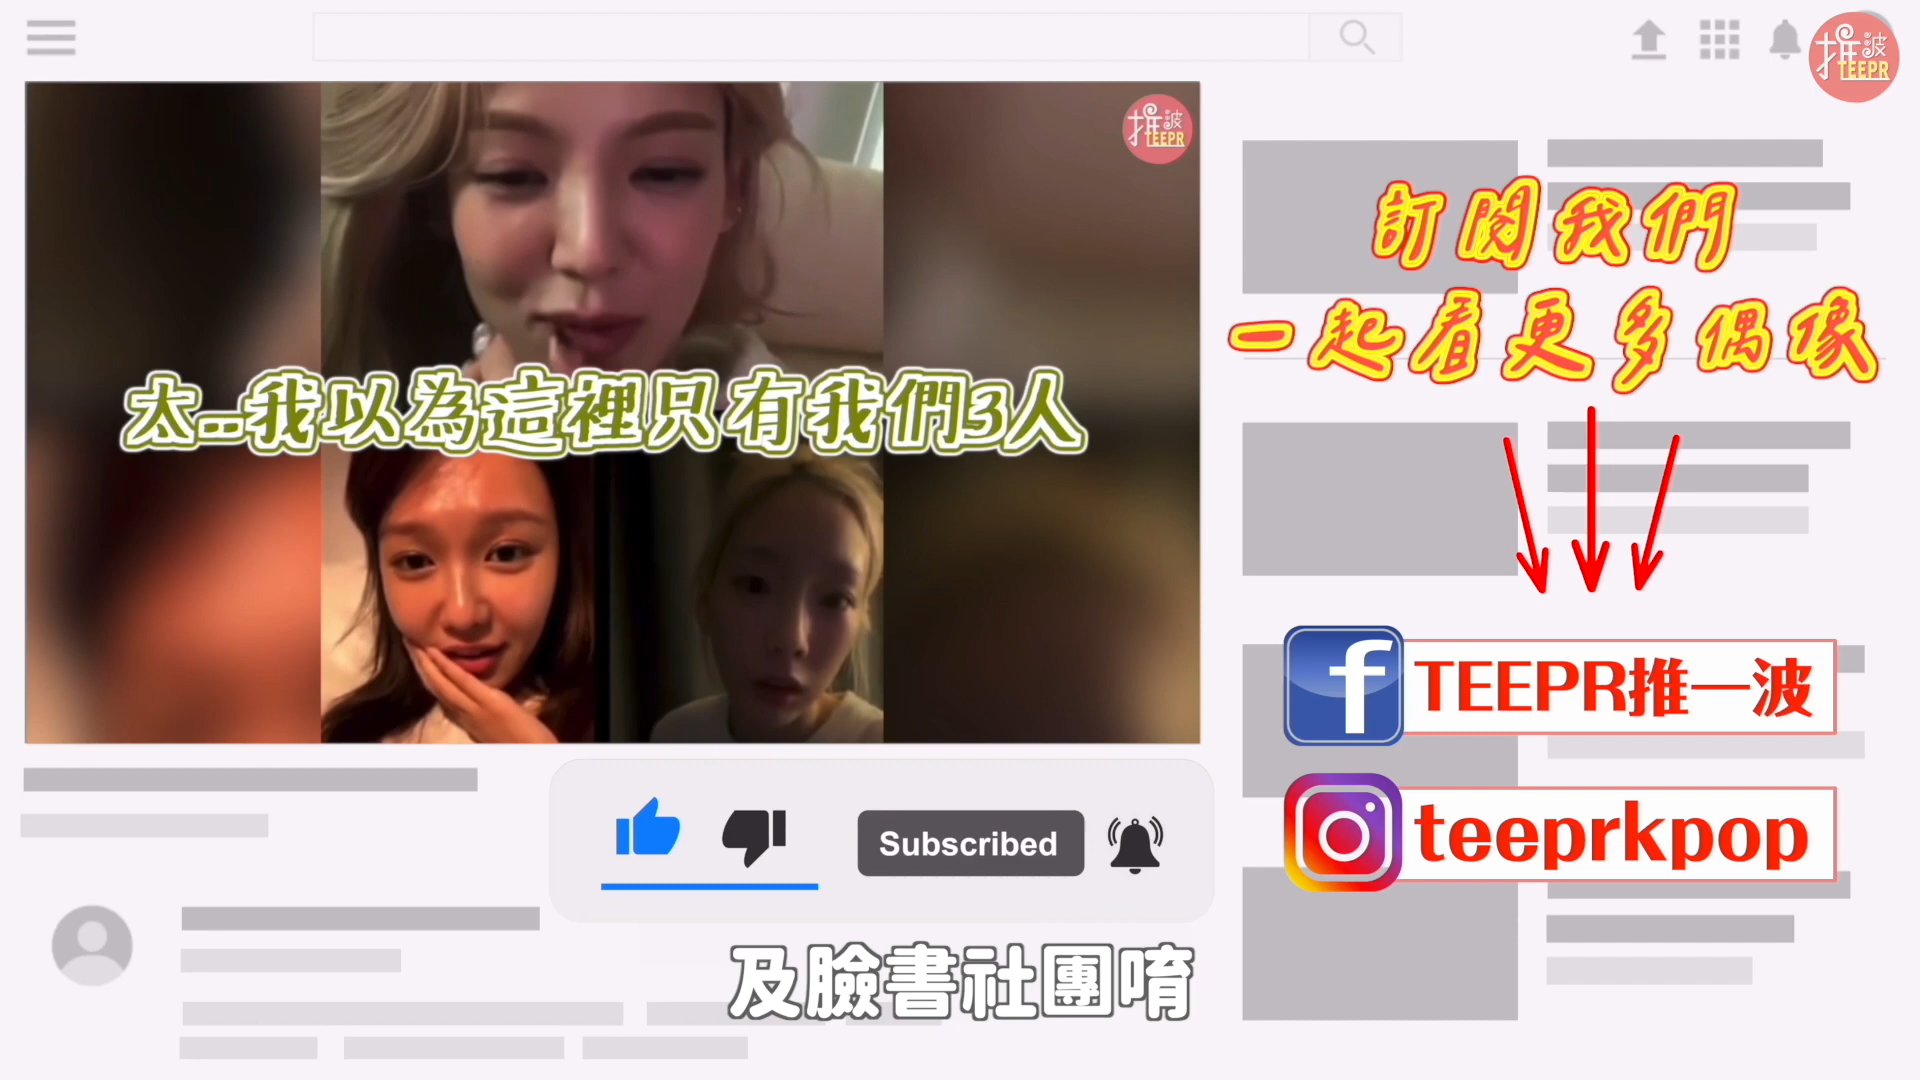 推波
TEEPR
推波
TEEPR
太...我以為這裡只有我們3人
訂閱我們
一起看更多偶像
f TEEPR推一波
teeprkpop
Subscribed
及臉書社團唷